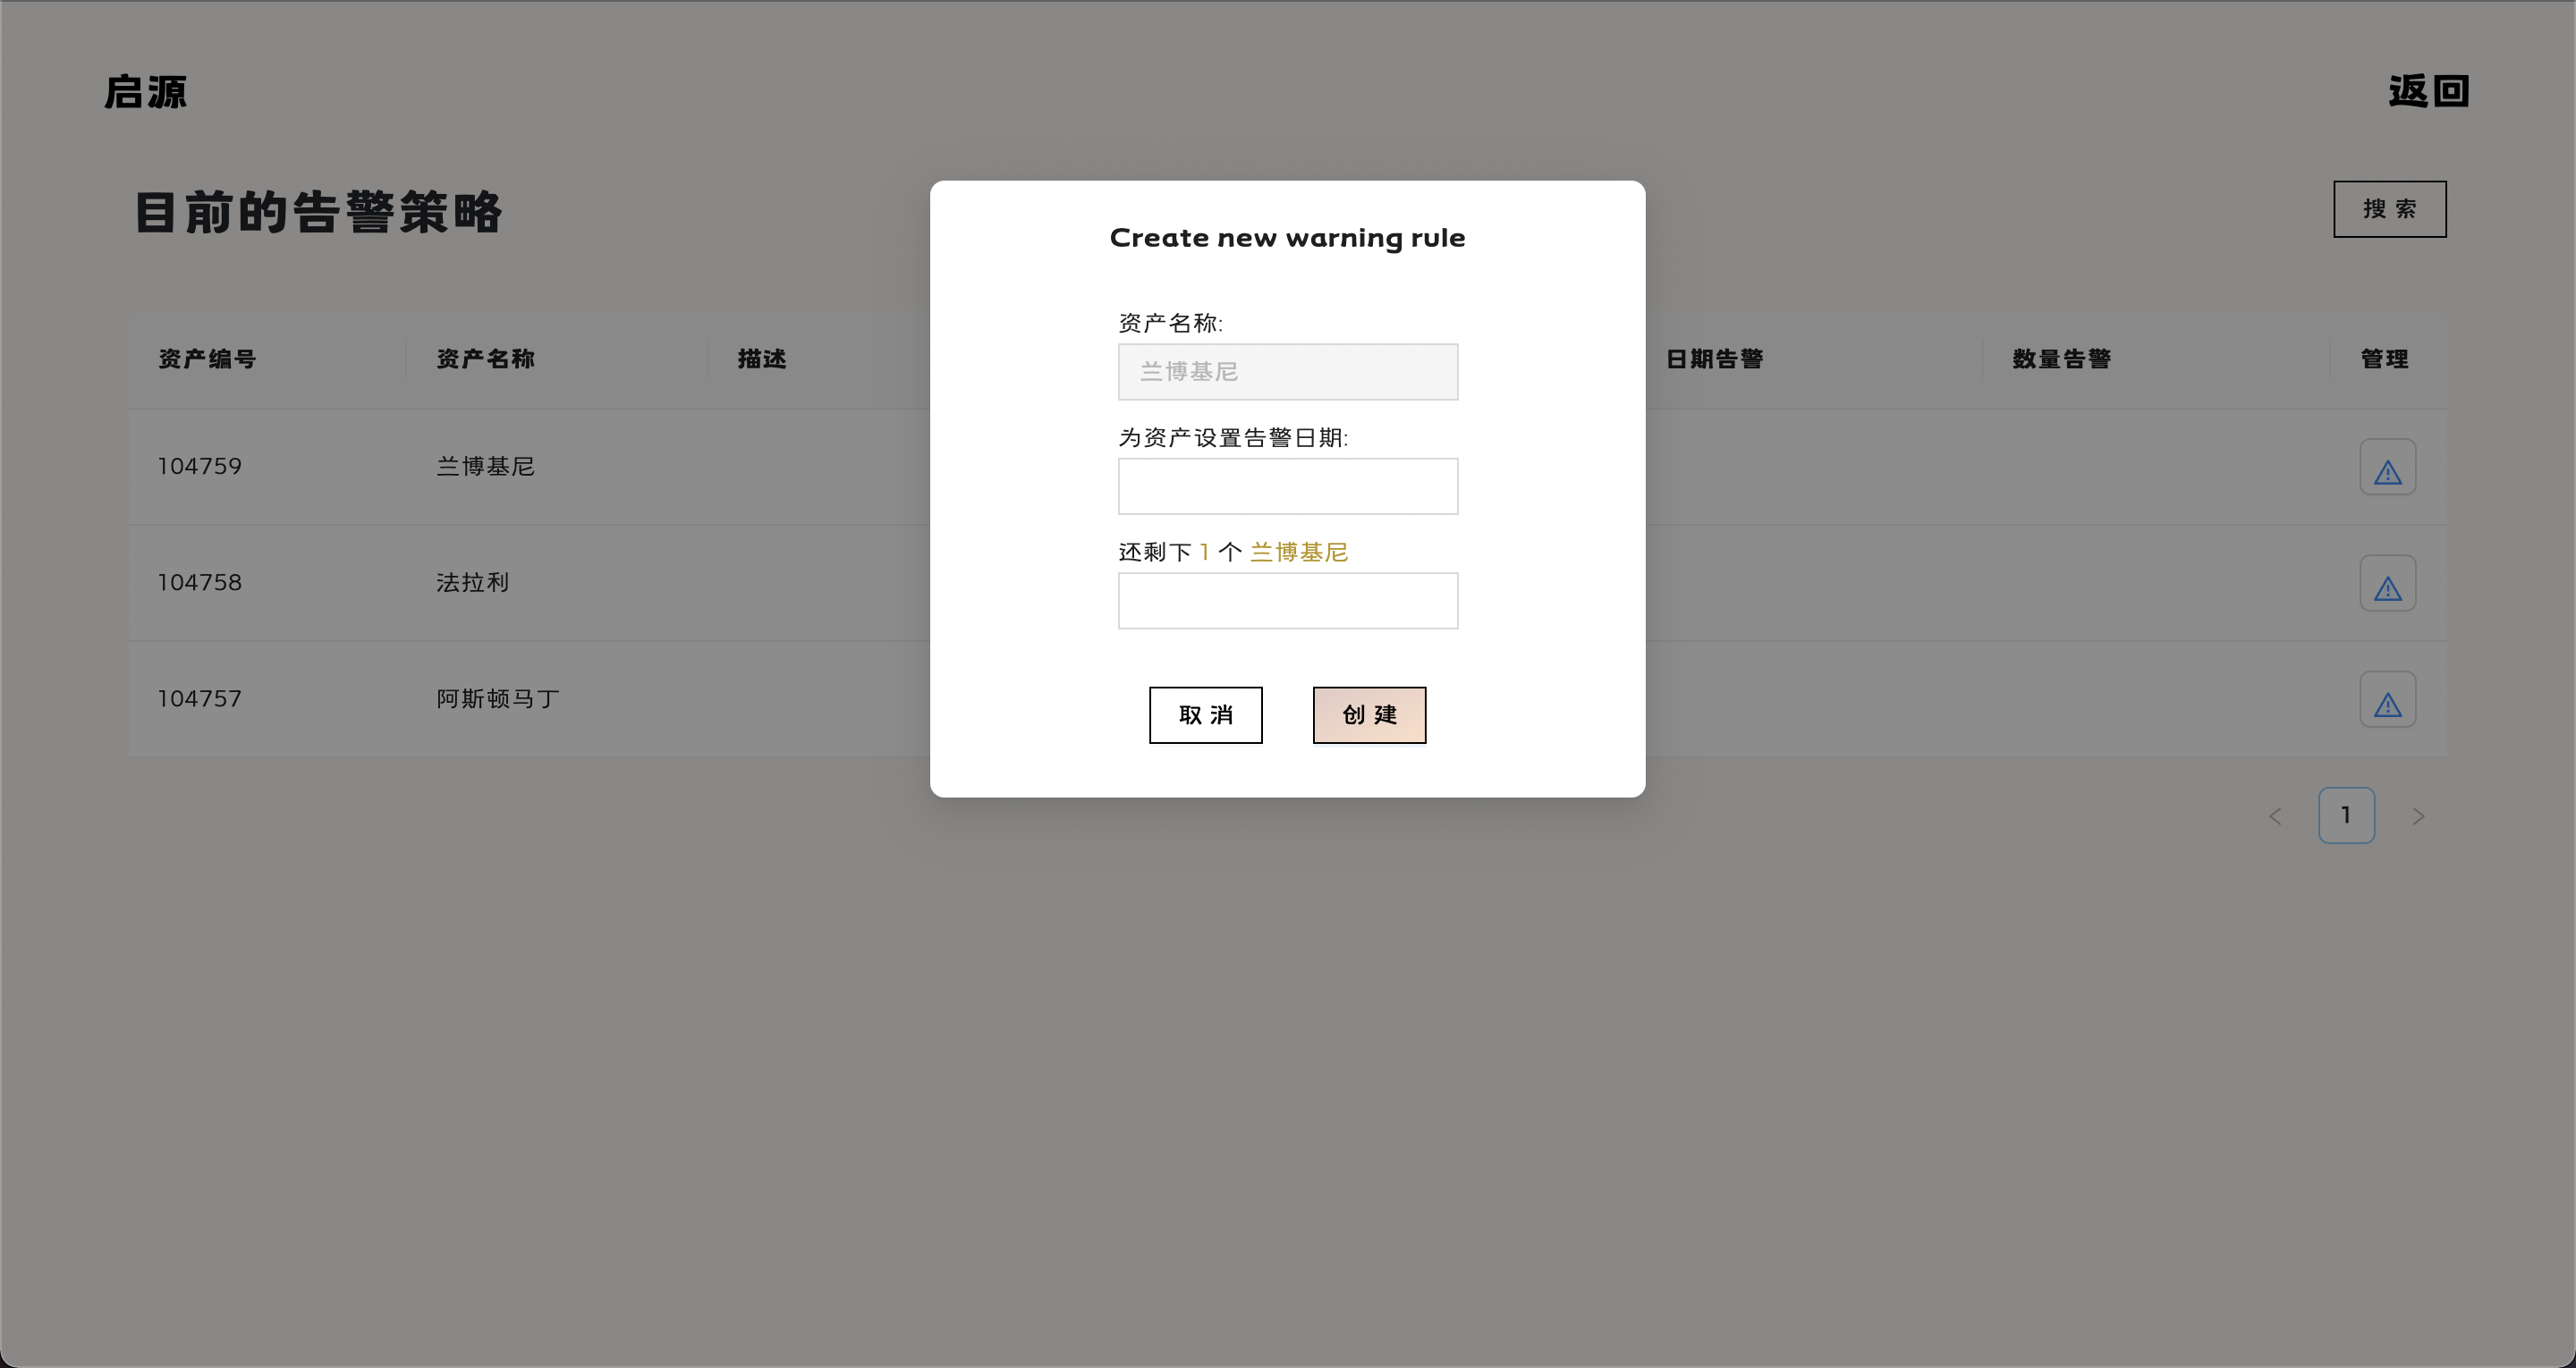 启源
返回
目前的告警策略
搜 索
Create new warning rule
资产名称:
兰博基尼
为资产设置告警日期:
还剩下 1 个 兰博基尼
取 消
创 建
资产编号 资产名称 描述 日期告警 数量告警 管理
104759 兰博基尼
104758 法拉利
104757 阿斯顿马丁
1